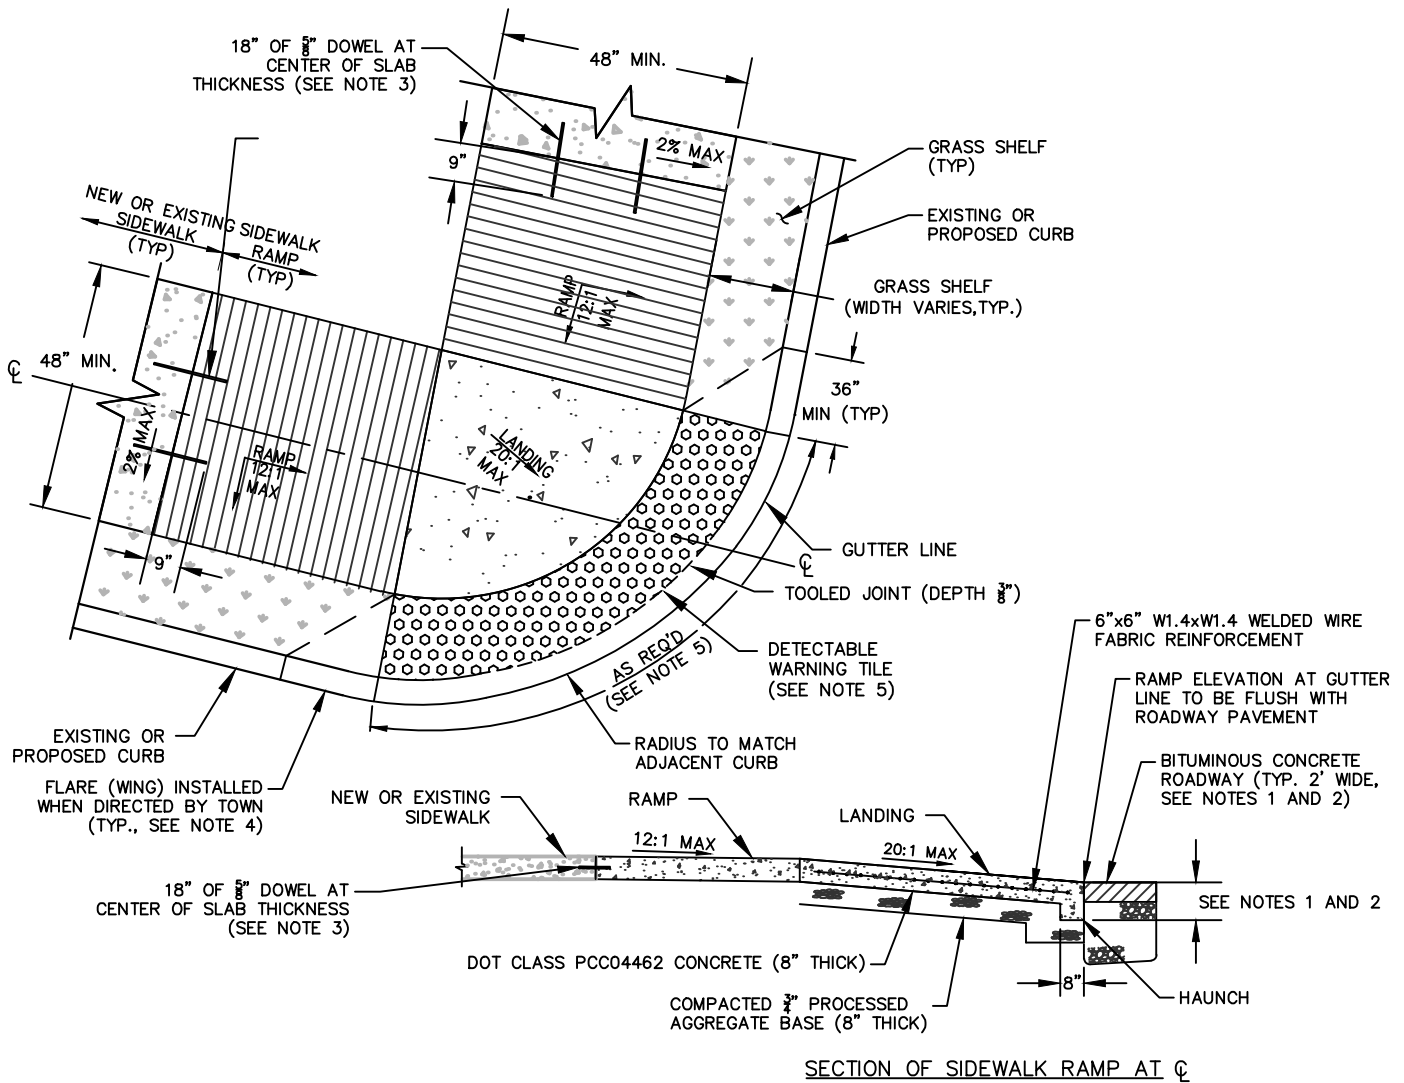 18" OF 5/8" DOWEL AT
CENTER OF SLAB
THICKNESS (SEE NOTE 3)
48" MIN.
2% MAX
9"
GRASS SHELF
(TYP)
EXISTING OR
PROPOSED CURB
GRASS SHELF
(WIDTH VARIES,TYP.)
NEW OR EXISTING
SIDEWALK
(TYP)
SIDEWALK
RAMP
(TYP)
RAMP
12:1
MAX
48" MIN.
℄
36"
MIN (TYP)
2% MAX
RAMP
12:1
MAX
LANDING
20:1
MAX
9"
GUTTER LINE
℄
TOOLED JOINT (DEPTH 3/8")
DETECTABLE
WARNING TILE
(SEE NOTE 5)
AS REQ'D
(SEE NOTE 5)
6"x6" W1.4xW1.4 WELDED WIRE
FABRIC REINFORCEMENT
RAMP ELEVATION AT GUTTER
LINE TO BE FLUSH WITH
ROADWAY PAVEMENT
EXISTING OR
PROPOSED CURB
RADIUS TO MATCH
ADJACENT CURB
BITUMINOUS CONCRETE
ROADWAY (TYP. 2' WIDE,
SEE NOTES 1 AND 2)
FLARE (WING) INSTALLED
WHEN DIRECTED BY TOWN
(TYP., SEE NOTE 4)
NEW OR EXISTING
SIDEWALK
RAMP
LANDING
12:1 MAX
20:1 MAX
18" OF 5/8" DOWEL AT
CENTER OF SLAB THICKNESS
(SEE NOTE 3)
SEE NOTES 1 AND 2
DOT CLASS PCC04462 CONCRETE (8" THICK)
8"
HAUNCH
COMPACTED 3/4" PROCESSED
AGGREGATE BASE (8" THICK)
SECTION OF SIDEWALK RAMP AT ℄